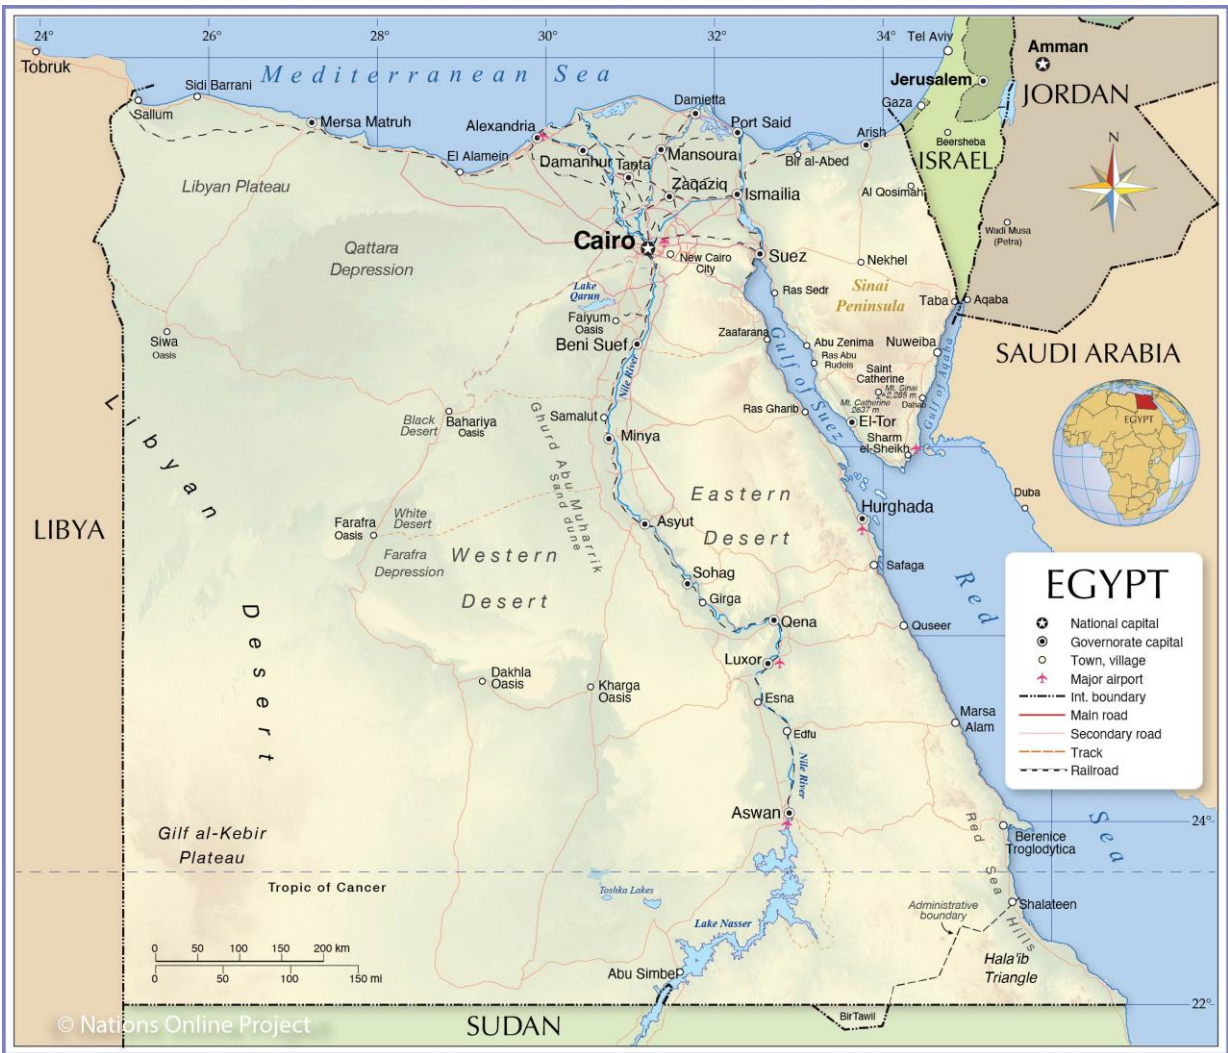 24°
26°
28°
30°
32°
34°
Tobruk
Mediterranean Sea
Tel Aviv
Amman
Jerusalem
JORDAN
Sidi Barrani
Sallum
Mersa Matruh
Alexandria
Damietta
Port Said
Gaza
Arish
Beersheba
ISRAEL
N
El Alamein
Damanhur
Tanta
Mansoura
Bir al-Abed
Libyan Plateau
Zaqaziq
Ismailia
Al Qosimah
Wadi Musa
(Petra)
Qattara
Depression
Cairo
New Cairo
City
Suez
Nekhel
Sinai
Peninsula
Lake
Qarun
Ras Sedr
Taba
Aqaba
Faiyum
Oasis
Siwa
Oasis
Beni Suef
Zaafarana
Abu Zenima
Ras Abu
Rudeis
Nuweiba
SAUDI ARABIA
Nile River
Gulf of Suez
Saint
Catherine
Mt. Sinai
2,285 m
Mt. Catherine
2637 m
Dahab
Gulf of Aqaba
Libyan Desert
Black
Desert
Bahariya
Oasis
Samalut
Minya
Ras Gharib
El-Tor
Sharm
el-Sheikh
EGYPT
Ghurd Abu Muharrik
Sand dune
Eastern
Desert
Hurghada
Duba
LIBYA
Farafra
Oasis
White
Desert
Asyut
Farafra
Depression
Western
Desert
Sohag
Girga
Safaga
Red Sea
Qena
Quseer
Luxor
Dakhla
Oasis
Kharga
Oasis
Esna
Edfu
Marsa
Alam
Nile River
EGYPT
National capital
Governorate capital
Town, village
Major airport
Int. boundary
Main road
Secondary road
Track
Railroad
Aswan
24°
Gilf al-Kebir
Plateau
Red Sea Hills
Berenice
Troglodytica
Tropic of Cancer
Toshka Lakes
Lake Nasser
Administrative
boundary
Shalateen
0 50 100 150 200 km
0 50 100 150 mi
Abu Simbel
Hala'ib
Triangle
22°
Bir Tawil
© Nations Online Project
SUDAN